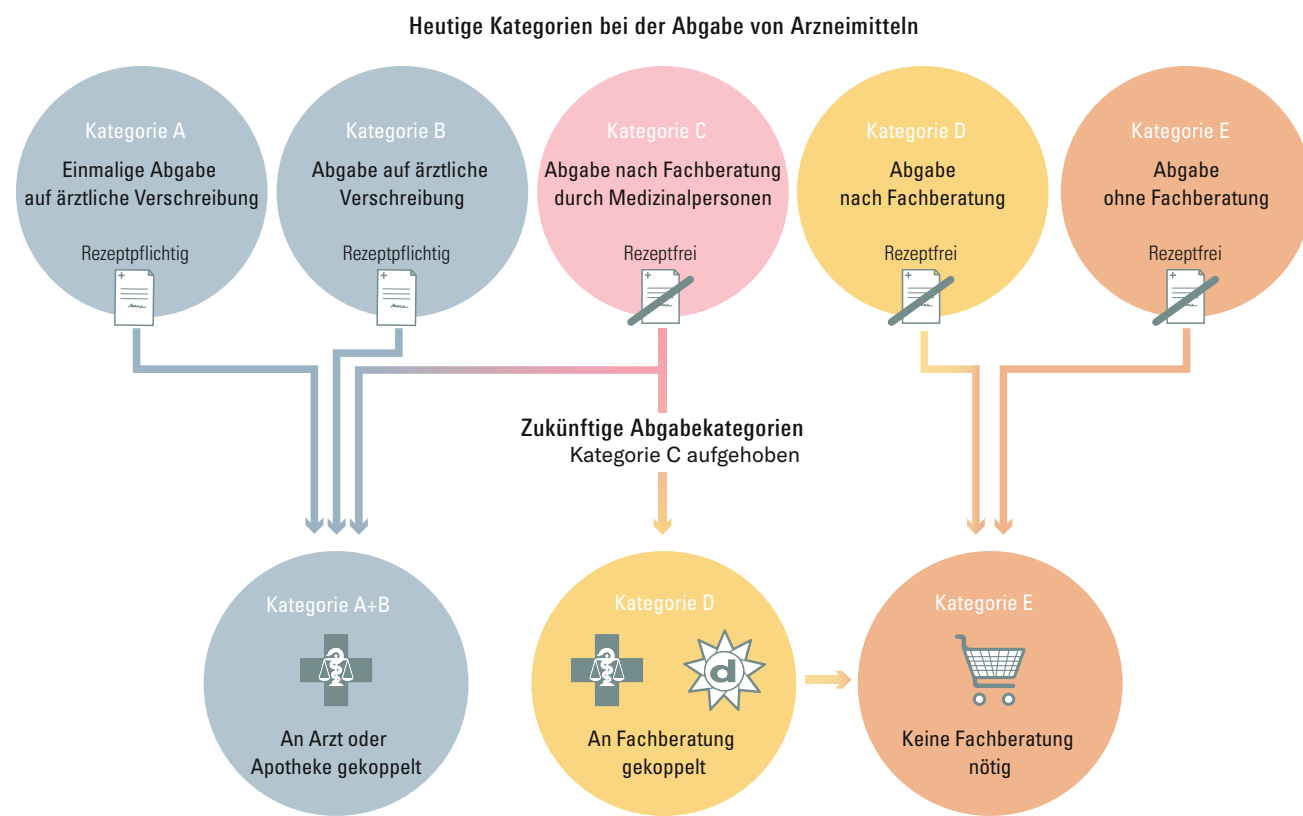 Heutige Kategorien bei der Abgabe von Arzneimitteln
Kategorie A
Einmalige Abgabe
auf ärztliche Verschreibung
Rezeptpflichtig
Kategorie B
Abgabe auf ärztliche
Verschreibung
Rezeptpflichtig
Kategorie C
Abgabe nach Fachberatung
durch Medizinalpersonen
Rezeptfrei
Kategorie D
Abgabe
nach Fachberatung
Rezeptfrei
Kategorie E
Abgabe
ohne Fachberatung
Rezeptfrei
Zukünftige Abgabekategorien
Kategorie C aufgehoben
Kategorie A+B
An Arzt oder
Apotheke gekoppelt
Kategorie D
d
An Fachberatung
gekoppelt
Kategorie E
Keine Fachberatung
nötig